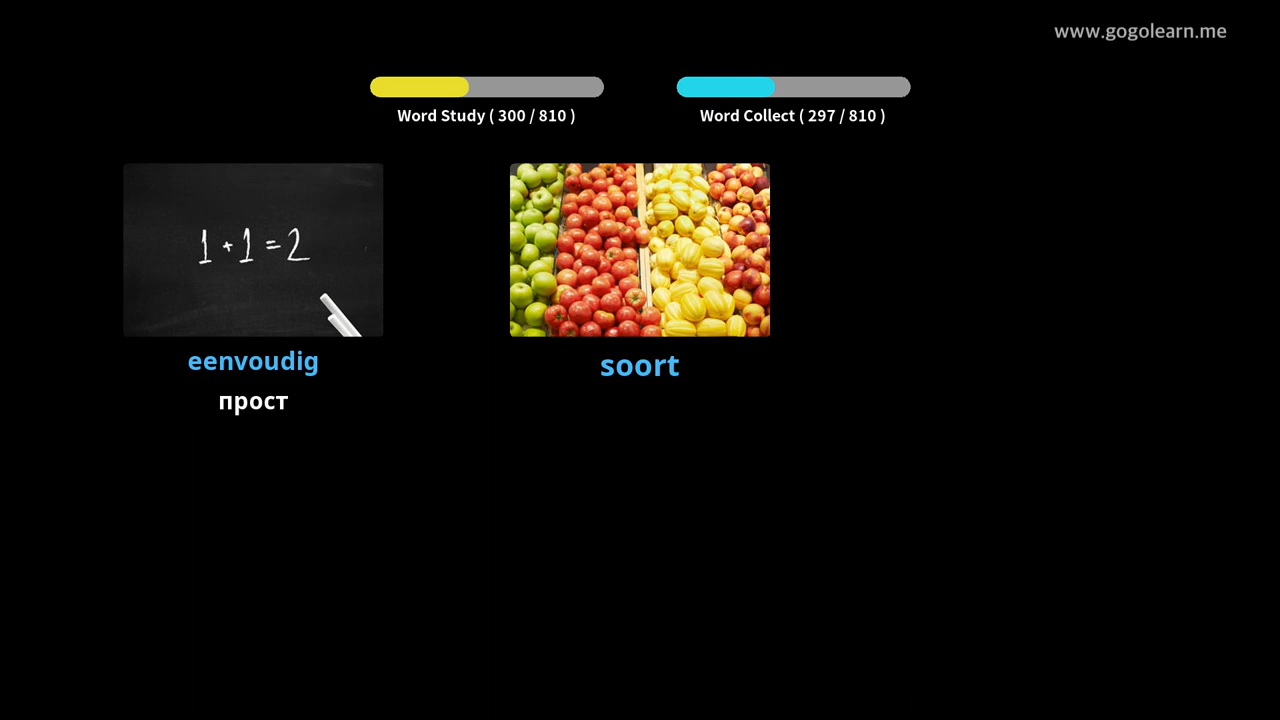 www.gogolearn.me
Word Study ( 300 / 810 )
Word Collect ( 297 / 810 )
1 + 1 = 2
eenvoudig
прост
soort